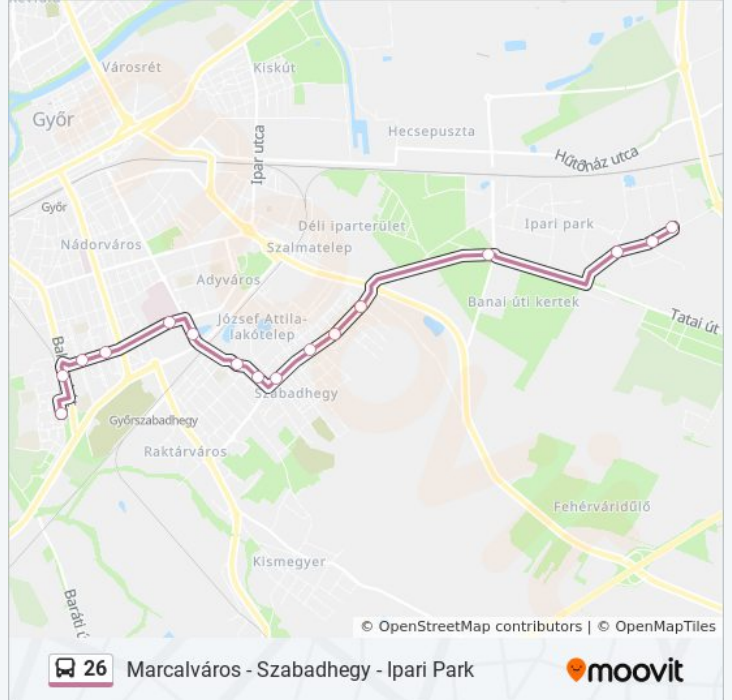 Városrét
Kiskút
Győr
Hecsepuszta
Ipar utca
Hűtőház utca
Győr
Déli iparterület
Ipari park
Nádorváros
Szalmatelep
Adyváros
Banai úti kertek
József Attila-
lakótelep
Tatai út
Szabadhegy
Győrszabadhegy
Raktárváros
Fehérváridűlő
Kismegyer
Baráti ú
© OpenStreetMap contributors | © OpenMapTiles
26 Marcalváros - Szabadhegy - Ipari Park
moovit